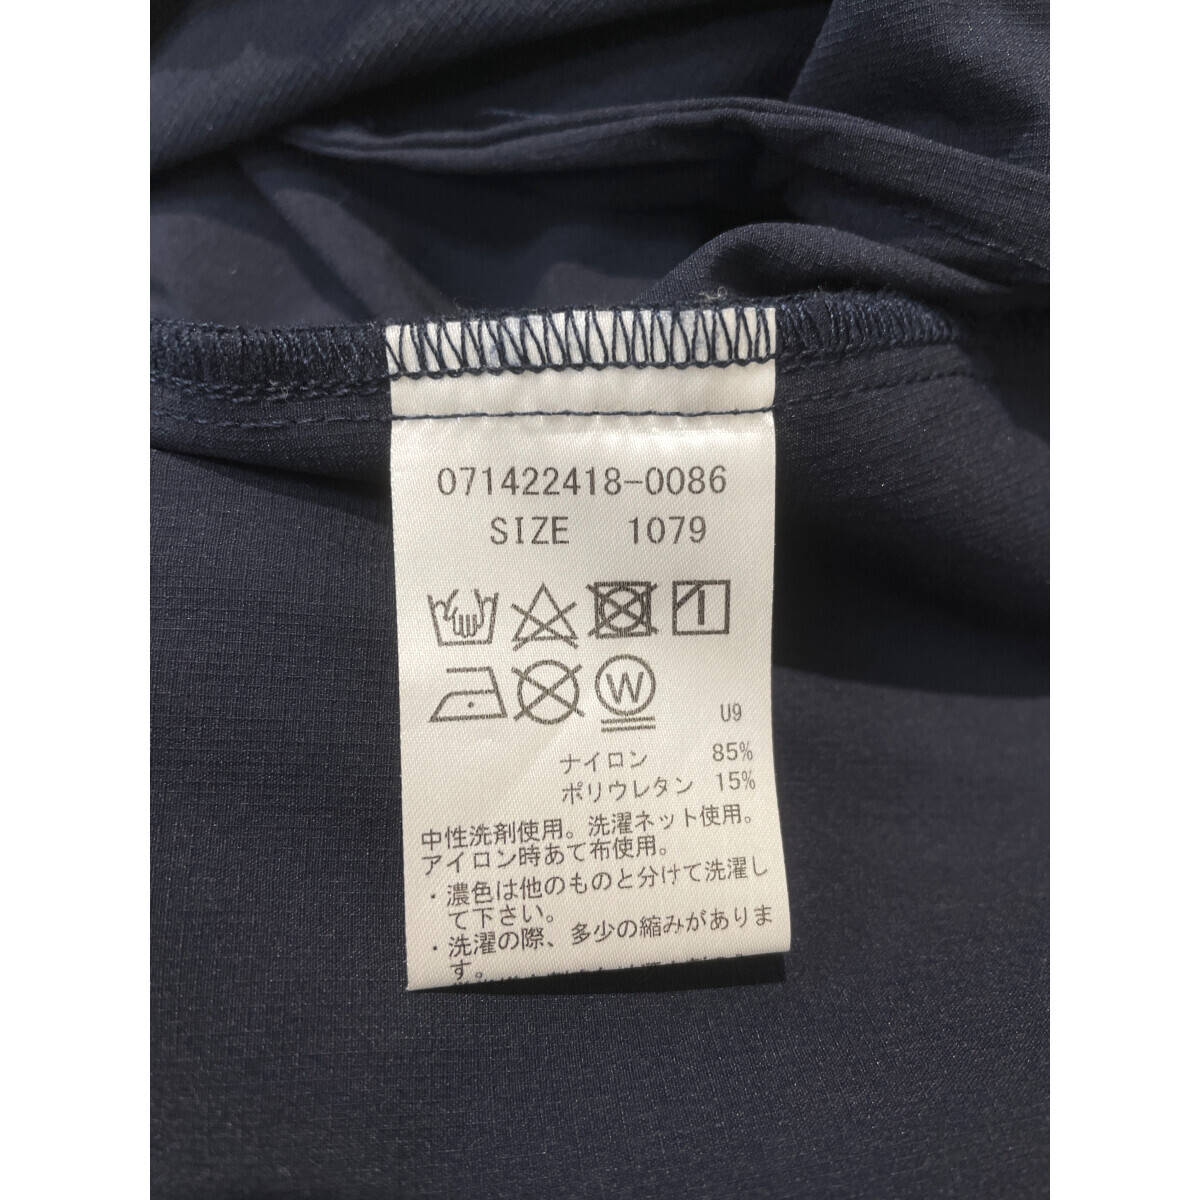 071422418-0086
SIZE 1079
W
U9
ナイロン 85%
ポリウレタン 15%
中性洗剤使用。洗濯ネット使用。
アイロン時あて布使用。
・濃色は他のものと分けて洗濯し
て下さい。
・洗濯の際、多少の縮みがありま
す。